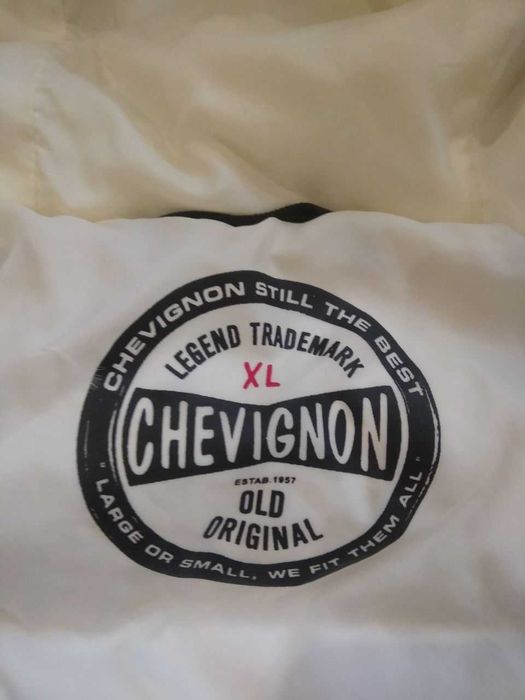 CHEVIGNON STILL THE BEST
LEGEND TRADEMARK
XL
CHEVIGNON
ESTAB. 1957
OLD
ORIGINAL
" LARGE OR SMALL, WE FIT THEM ALL "